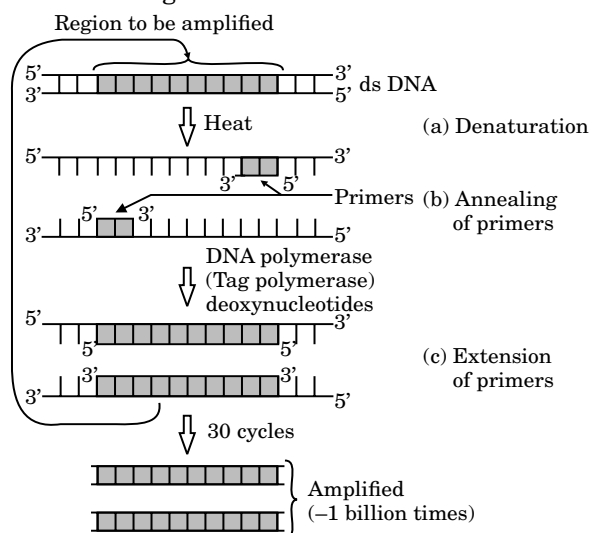 Region to be amplified
5’ 3’
3’ 5’ ds DNA
Heat
(a) Denaturation
5’ 3’
3’ 5’
Primers (b) Annealing
5’ 3’ of primers
3’ 5’
DNA polymerase
(Tag polymerase)
deoxynucleotides
5’ 3’
5’ 5’
(c) Extension
3’ 3’ of primers
3’ 5’
30 cycles
Amplified
(–1 billion times)